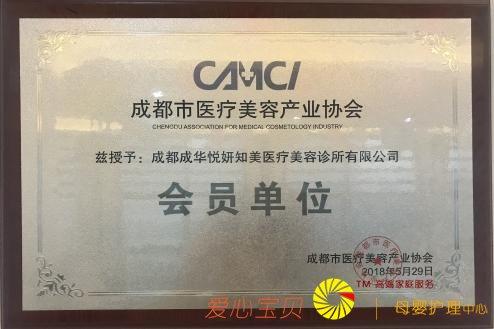 CAMCI
成都市医疗美容产业协会
CHENGDU ASSOCIATION FOR MEDICAL COSMETOLOGY INDUSTRY
兹授予：成都成华悦妍知美医疗美容诊所有限公司
会员单位
成都市医疗美容产业协会
2018年5月29日
TM 高端家庭服务
爱心宝贝 母婴护理中心